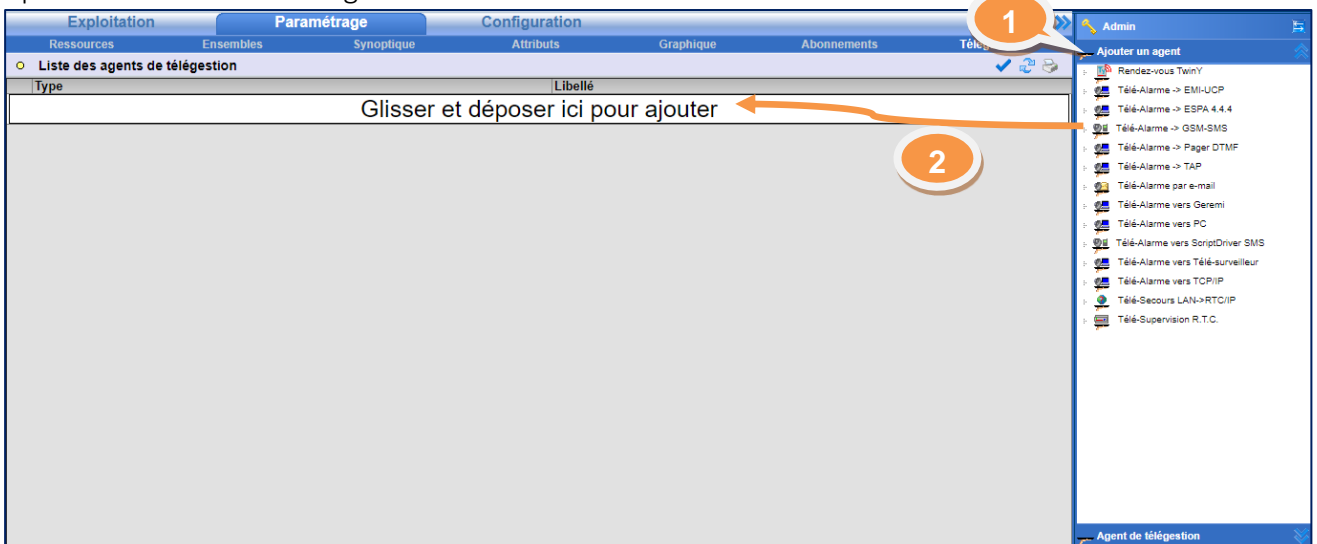 Exploitation Paramétrage Configuration
Admin
Ressources Ensembles Synoptique Attributs Graphique Abonnements
1
Ajouter un agent
Liste des agents de télégestion
Type Libellé
Glisser et déposer ici pour ajouter
2
Rendez-vous TwinY
Télé-Alarme -> EMI-UCP
Télé-Alarme -> ESPA 4.4.4
Télé-Alarme -> GSM-SMS
Télé-Alarme -> Pager DTMF
Télé-Alarme -> TAP
Télé-Alarme par e-mail
Télé-Alarme vers Geremi
Télé-Alarme vers PC
Télé-Alarme vers ScriptDriver SMS
Télé-Alarme vers Télé-surveilleur
Télé-Alarme vers TCP/IP
Télé-Secours LAN->RTC/IP
Télé-Supervision R.T.C.
Agent de télégestion